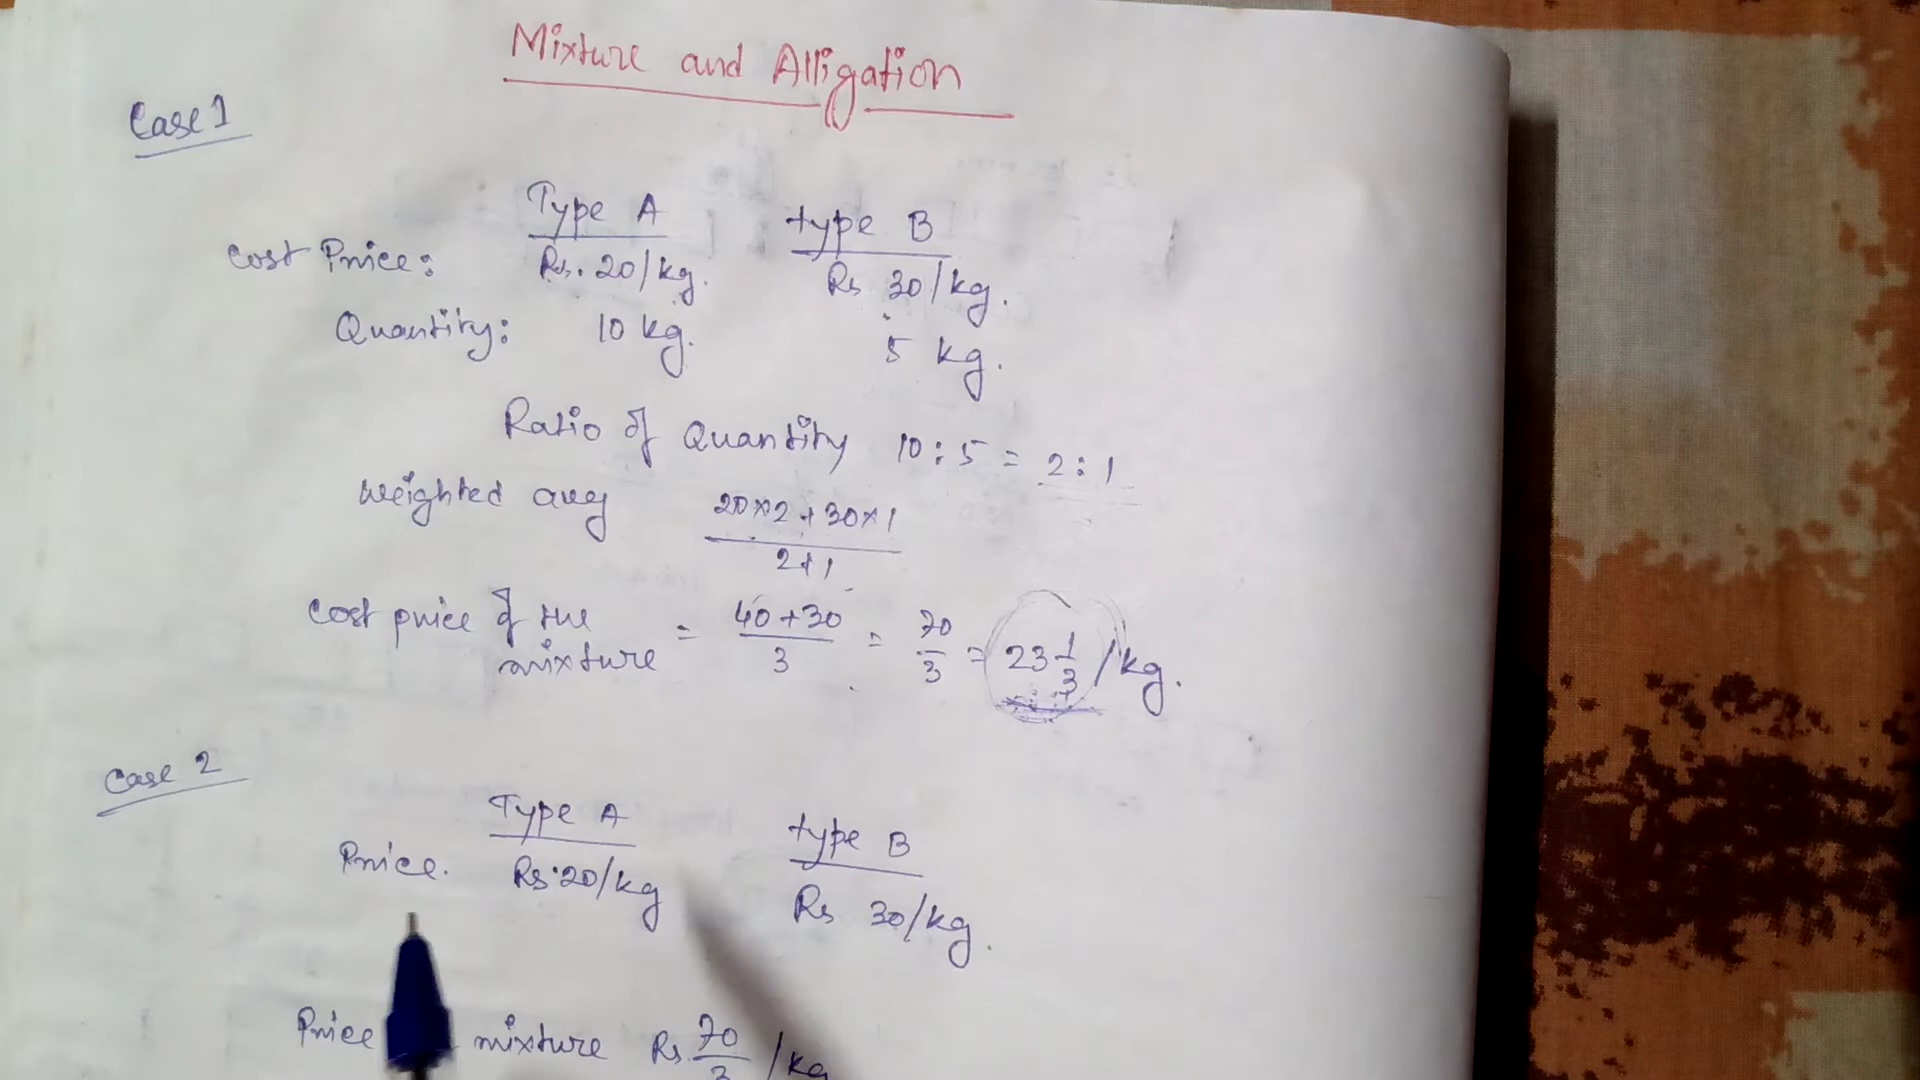 Mixture and Alligation
Case 1
Type A type B
Cost Price: Rs. 20/kg. Rs 30/kg.
Quantity: 10 kg. 5 kg.
Ratio of Quantity 10:5 = 2:1
Weighted avg 20×2+30×1
2+1
Cost price of the mixture = 40+30 / 3 = 70/3 = 23 1/3 /kg.
Case 2
Type A type B
Price. Rs.20/kg Rs 30/kg.
Price mixture Rs. 70/3 /kg